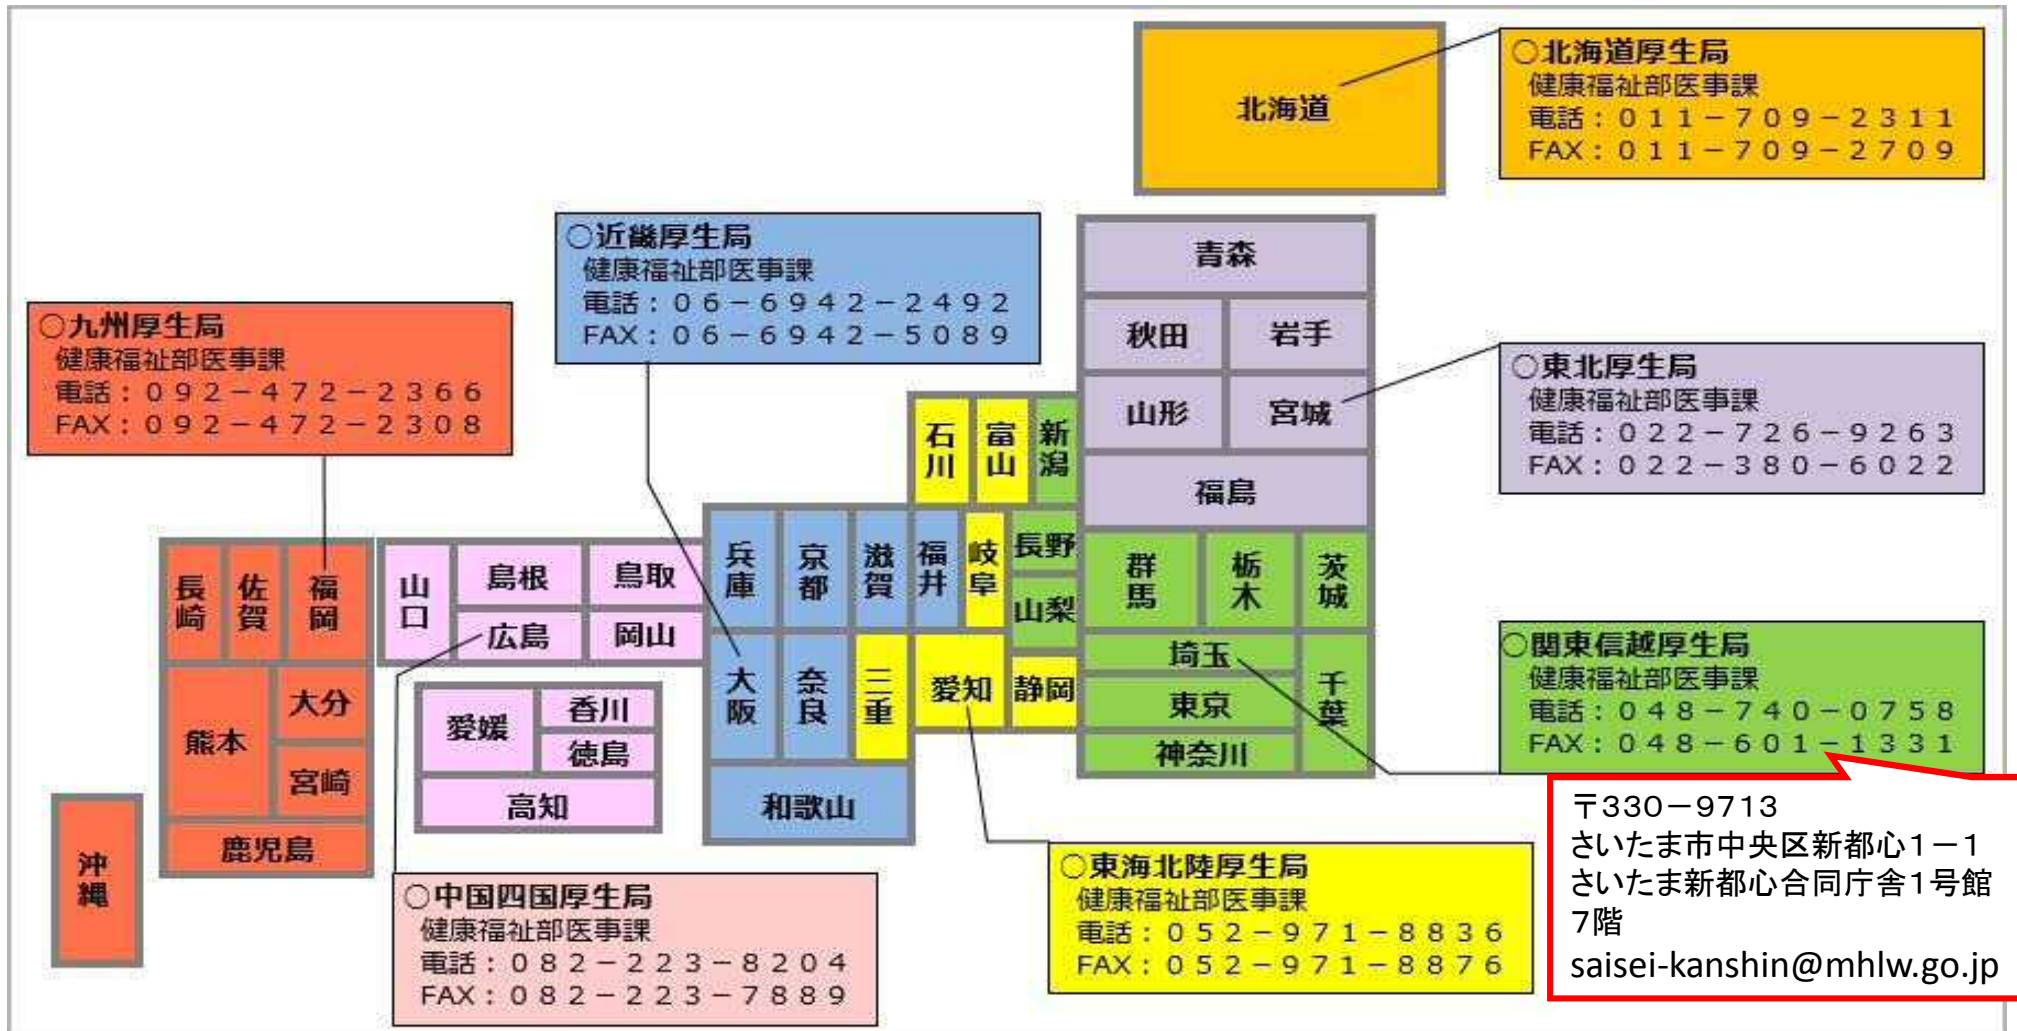 北海道
○北海道厚生局
健康福祉部医事課
電話：０１１－７０９－２３１１
FAX：０１１－７０９－２７０９
○近畿厚生局
健康福祉部医事課
電話：０６－６９４２－２４９２
FAX：０６－６９４２－５０８９
○九州厚生局
健康福祉部医事課
電話：０９２－４７２－２３６６
FAX：０９２－４７２－２３０８
青森
秋田
岩手
山形
宮城
福島
○東北厚生局
健康福祉部医事課
電話：０２２－７２６－９２６３
FAX：０２２－３８０－６０２２
石川
富山
新潟
長崎
佐賀
福岡
山口
島根
鳥取
広島
岡山
兵庫
京都
滋賀
福井
岐阜
長野
山梨
群馬
栃木
茨城
熊本
大分
宮崎
鹿児島
沖縄
愛媛
香川
徳島
高知
大阪
奈良
三重
愛知
静岡
和歌山
埼玉
東京
神奈川
千葉
○関東信越厚生局
健康福祉部医事課
電話：０４８－７４０－０７５８
FAX：０４８－６０１－１３３１
〒３３０－９７１３
さいたま市中央区新都心１－１
さいたま新都心合同庁舎１号館
７階
saisei-kanshin@mhlw.go.jp
○中国四国厚生局
健康福祉部医事課
電話：０８２－２２３－８２０４
FAX：０８２－２２３－７８８９
○東海北陸厚生局
健康福祉部医事課
電話：０５２－９７１－８８３６
FAX：０５２－９７１－８８７６